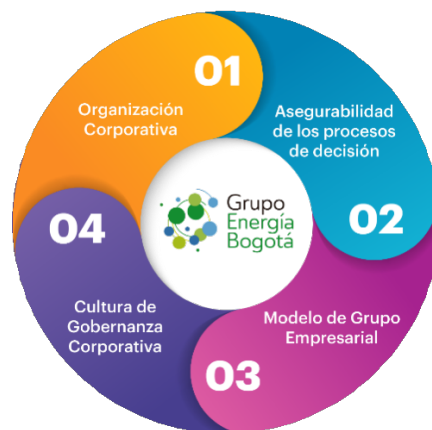 01
Organización
Corporativa
Asegurabilidad
de los procesos
de decisión
02
Modelo de Grupo
Empresarial
03
04
Cultura de
Gobernanza
Corporativa
Grupo
Energía
Bogotá